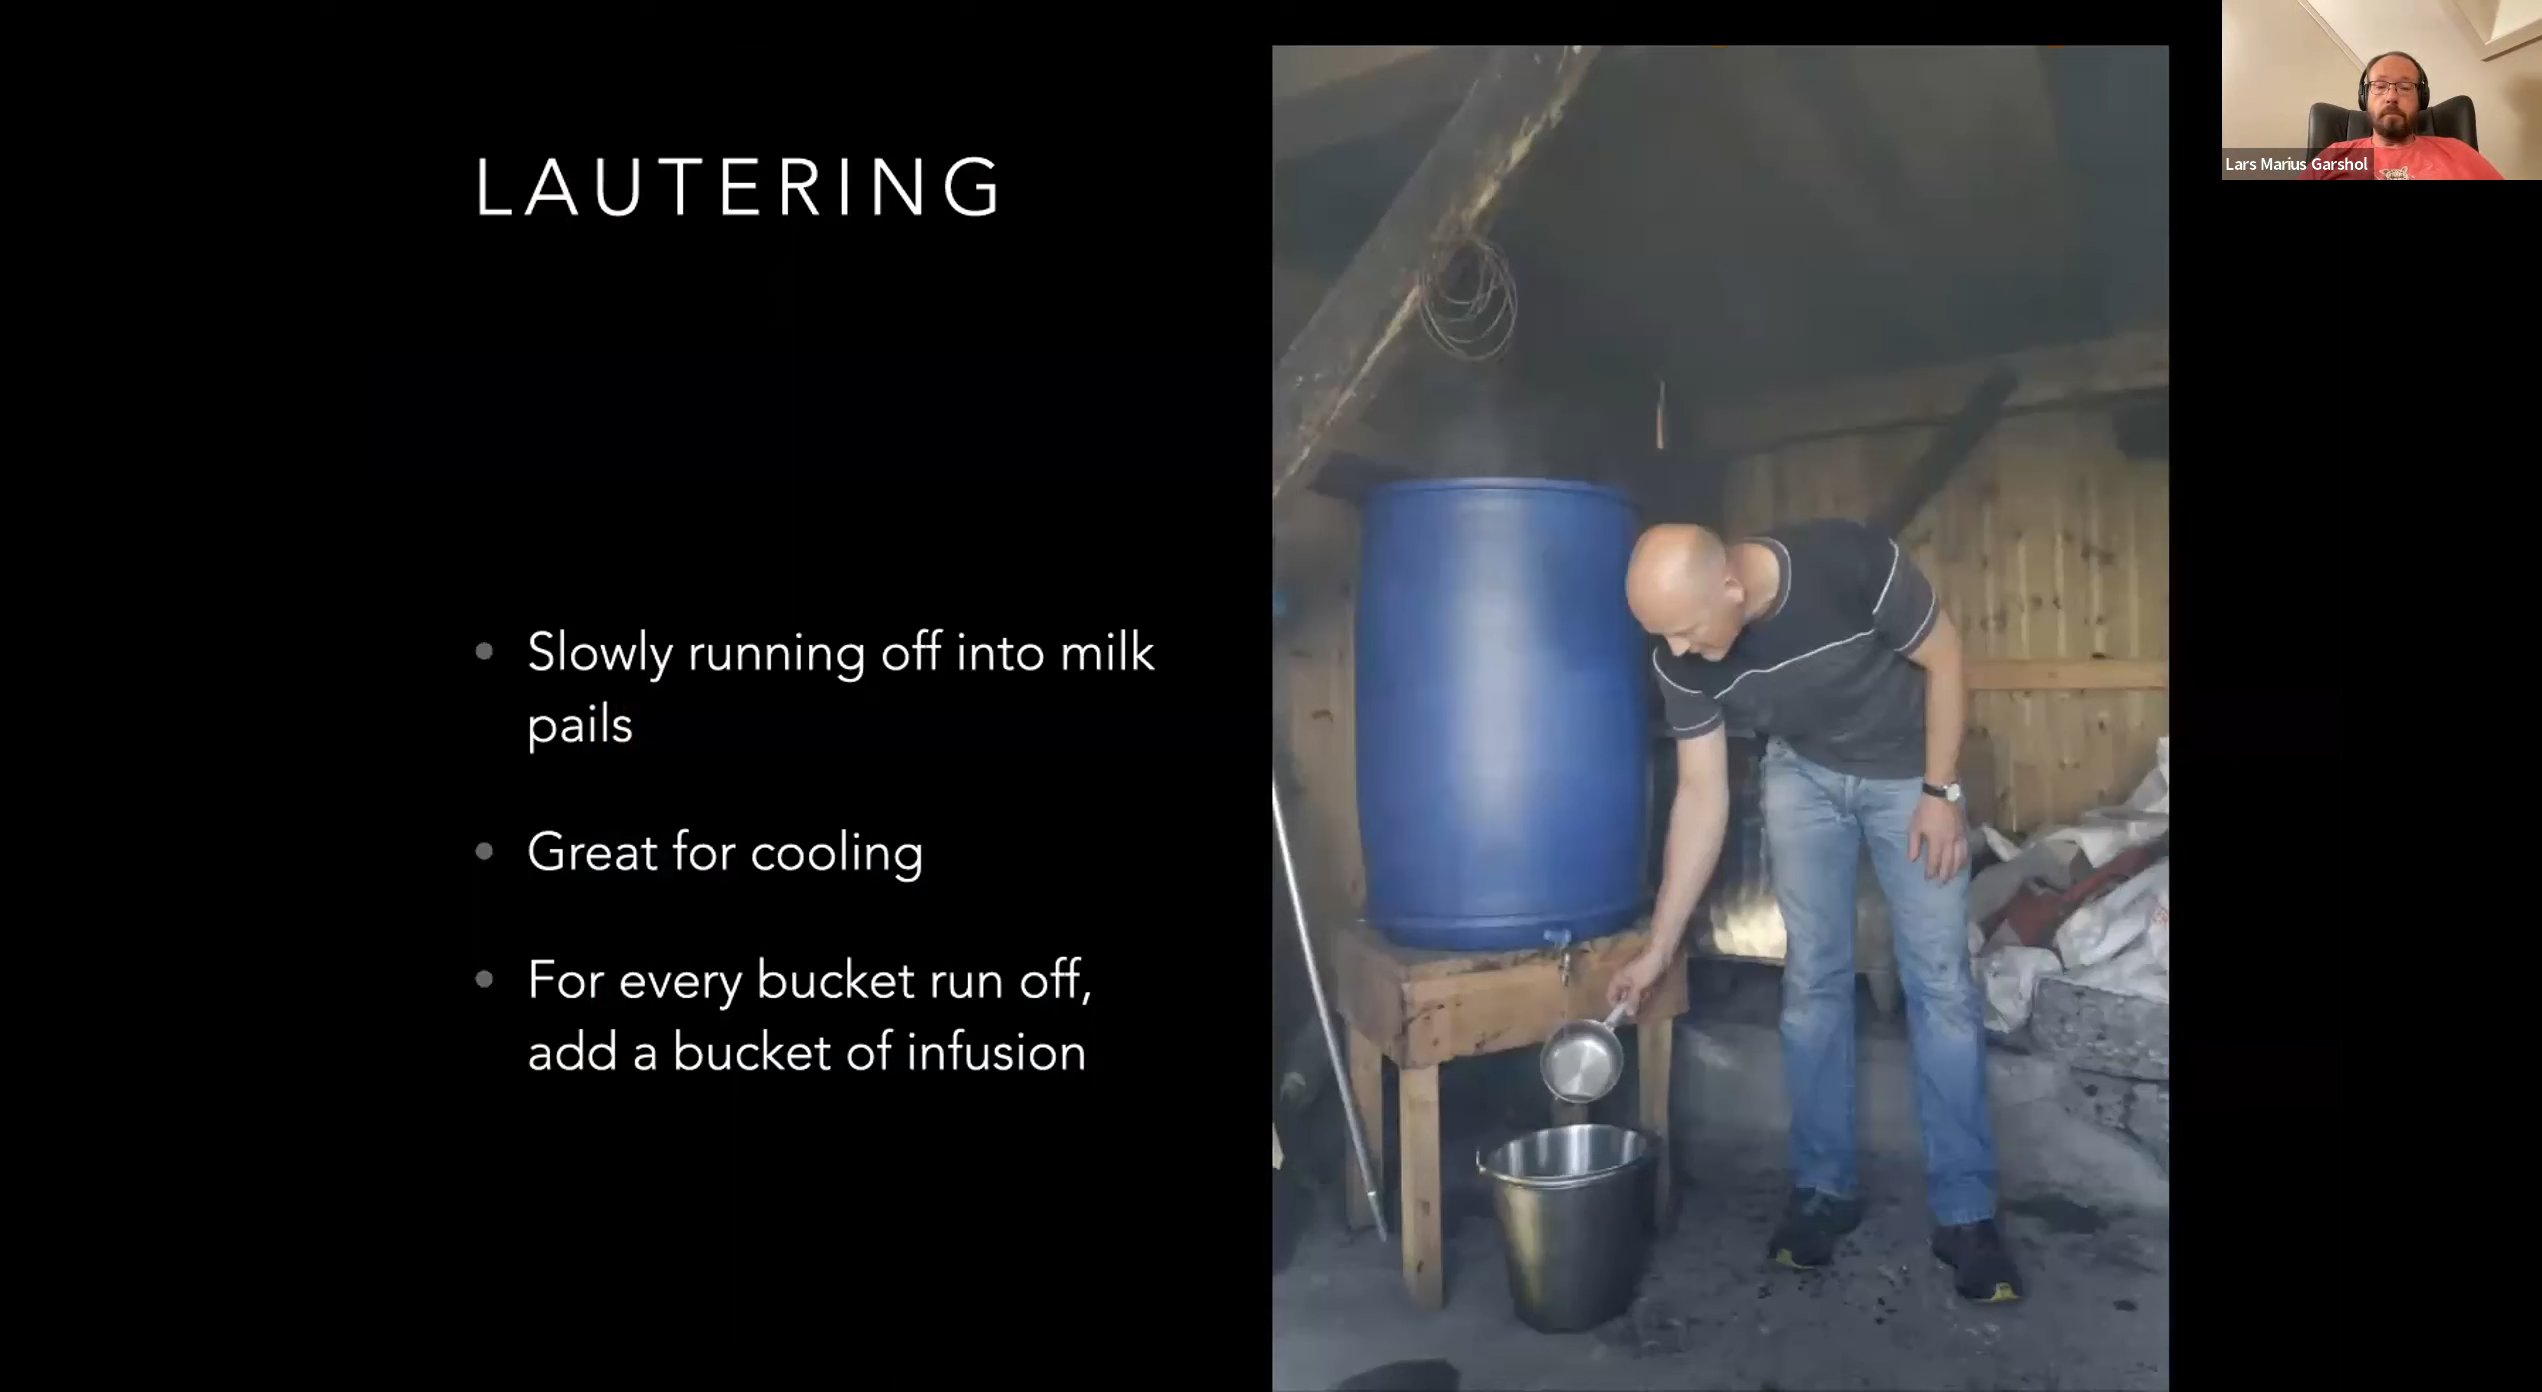 LAUTERING
Slowly running off into milk
pails
Great for cooling
For every bucket run off,
add a bucket of infusion
Lars Marius Garshol